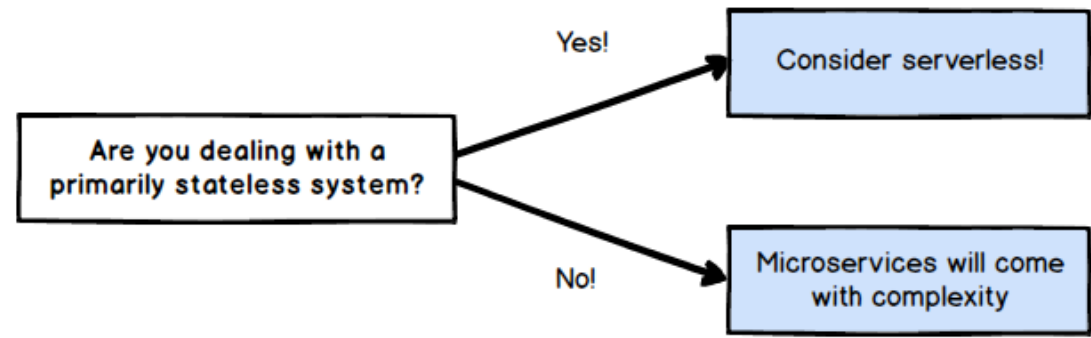 Are you dealing with a
primarily stateless system?
Yes!
Consider serverless!
No!
Microservices will come
with complexity